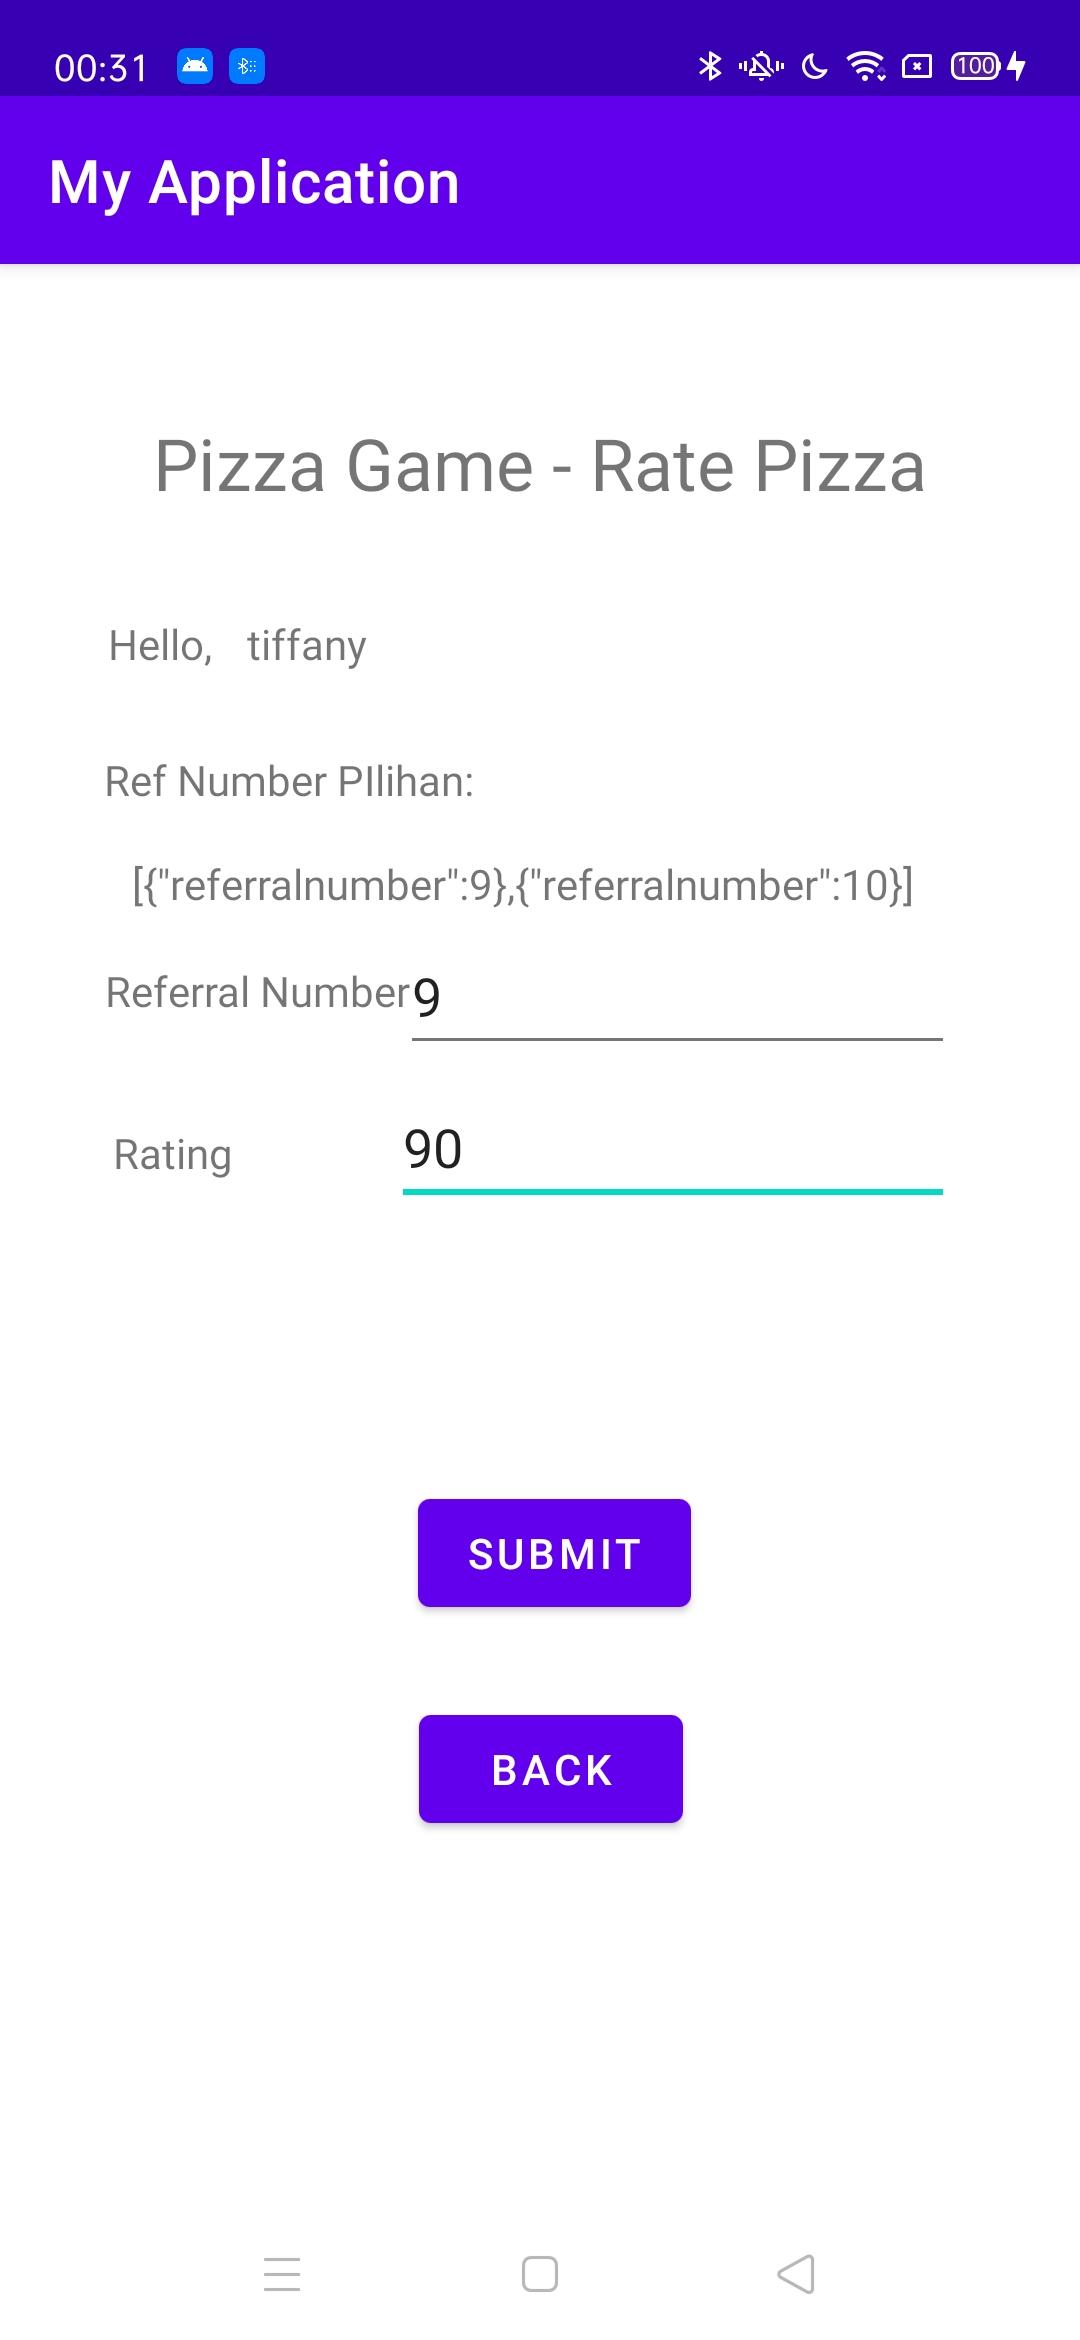 00:31 100
My Application
Pizza Game - Rate Pizza
Hello, tiffany
Ref Number PIlihan:
[{"referralnumber":9},{"referralnumber":10}]
Referral Number 9
Rating 90
SUBMIT
BACK